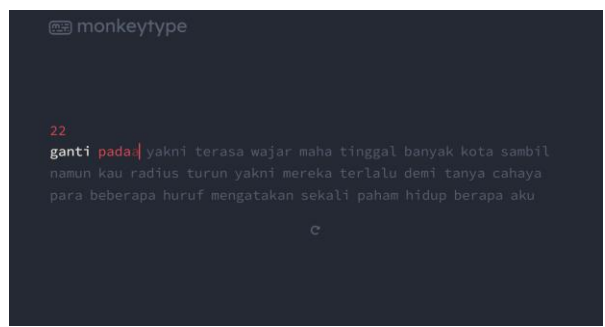 monkeytype
22
ganti padaa yakni terasa wajar maha tinggal banyak kota sambil
namun kau radius turun yakni mereka terlalu demi tanya cahaya
para beberapa huruf mengatakan sekali paham hidup berapa aku